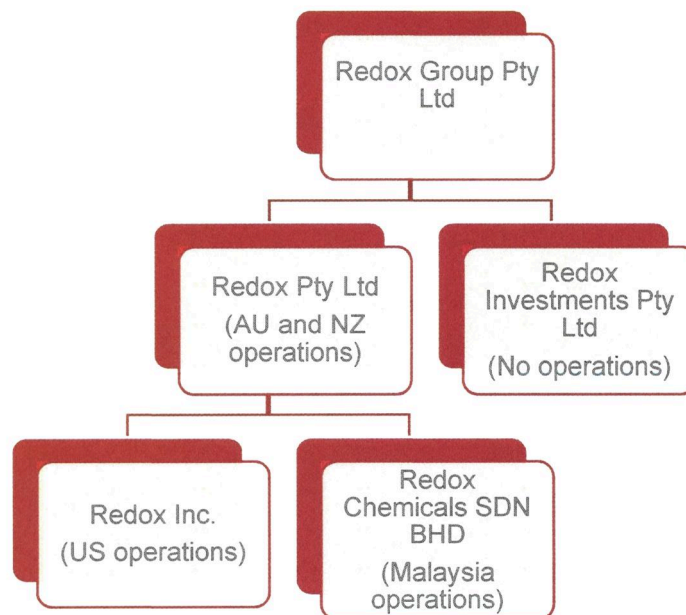 Redox Group Pty
Ltd
Redox Pty Ltd
(AU and NZ
operations)
Redox
Investments Pty
Ltd
(No operations)
Redox Inc.
(US operations)
Redox
Chemicals SDN
BHD
(Malaysia
operations)